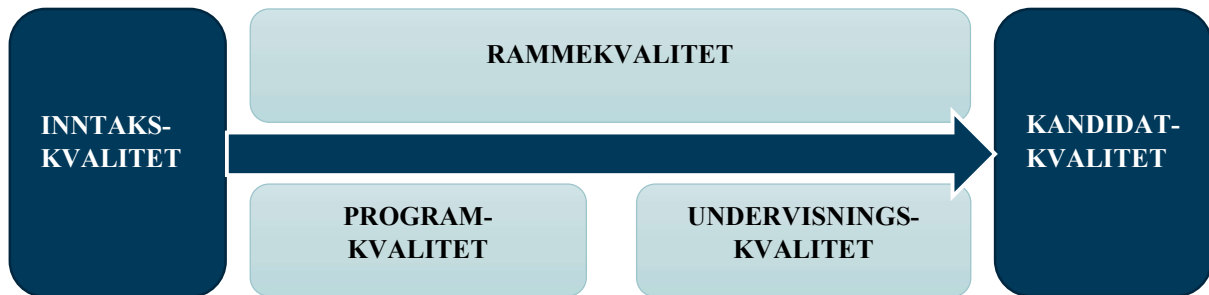 INNTAKS-
KVALITET
RAMMEKVALITET
PROGRAM-
KVALITET
UNDERVISNINGS-
KVALITET
KANDIDAT-
KVALITET